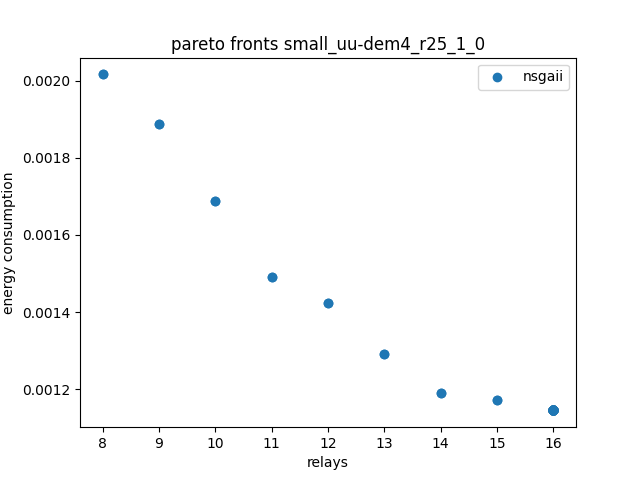 pareto fronts small_uu-dem4_r25_1_0
nsgaii
energy consumption
0.0020
0.0018
0.0016
0.0014
0.0012
8 9 10 11 12 13 14 15 16
relays